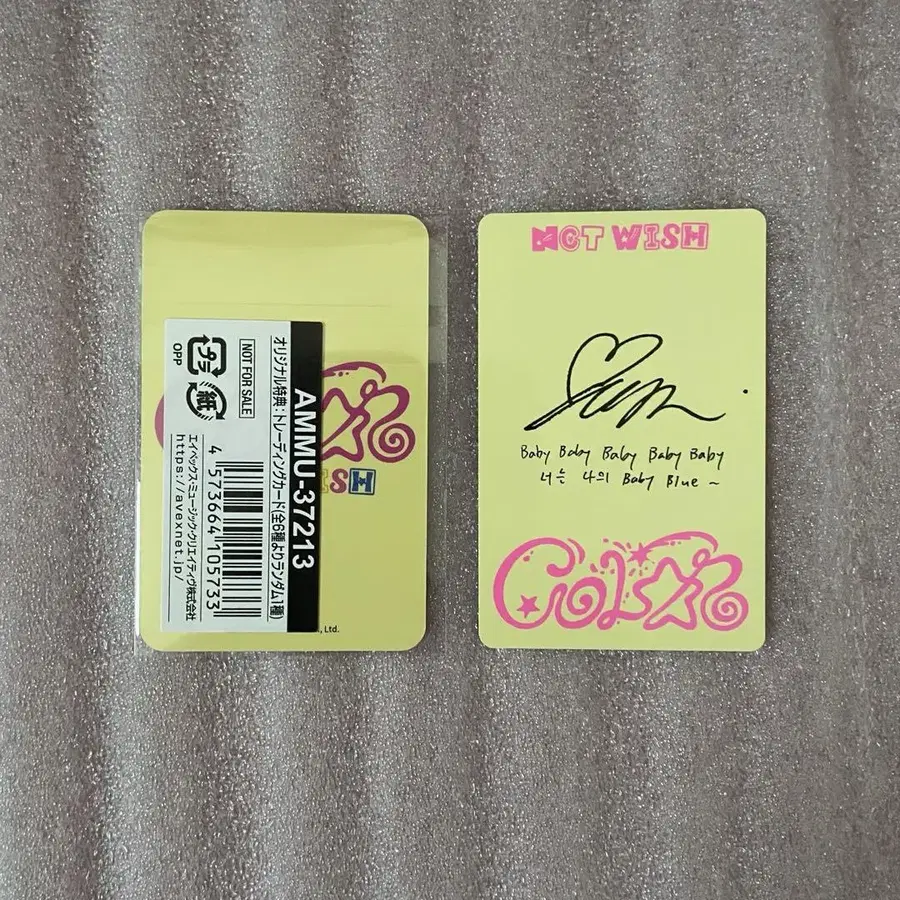 OPP
プラ
紙
NOT FOR SALE
オリジナル特典:トレーディングカード(全6種よりランダム1種)
AMMU-37213
4 573664 105733
エイベックス・ミュージック・クリエイティヴ株式会社
https://avexnet.jp/
SH
, Ltd.
NCT WISH
Baby Baby Baby Baby Baby
너는 나의 Baby Blue ~
COLOR